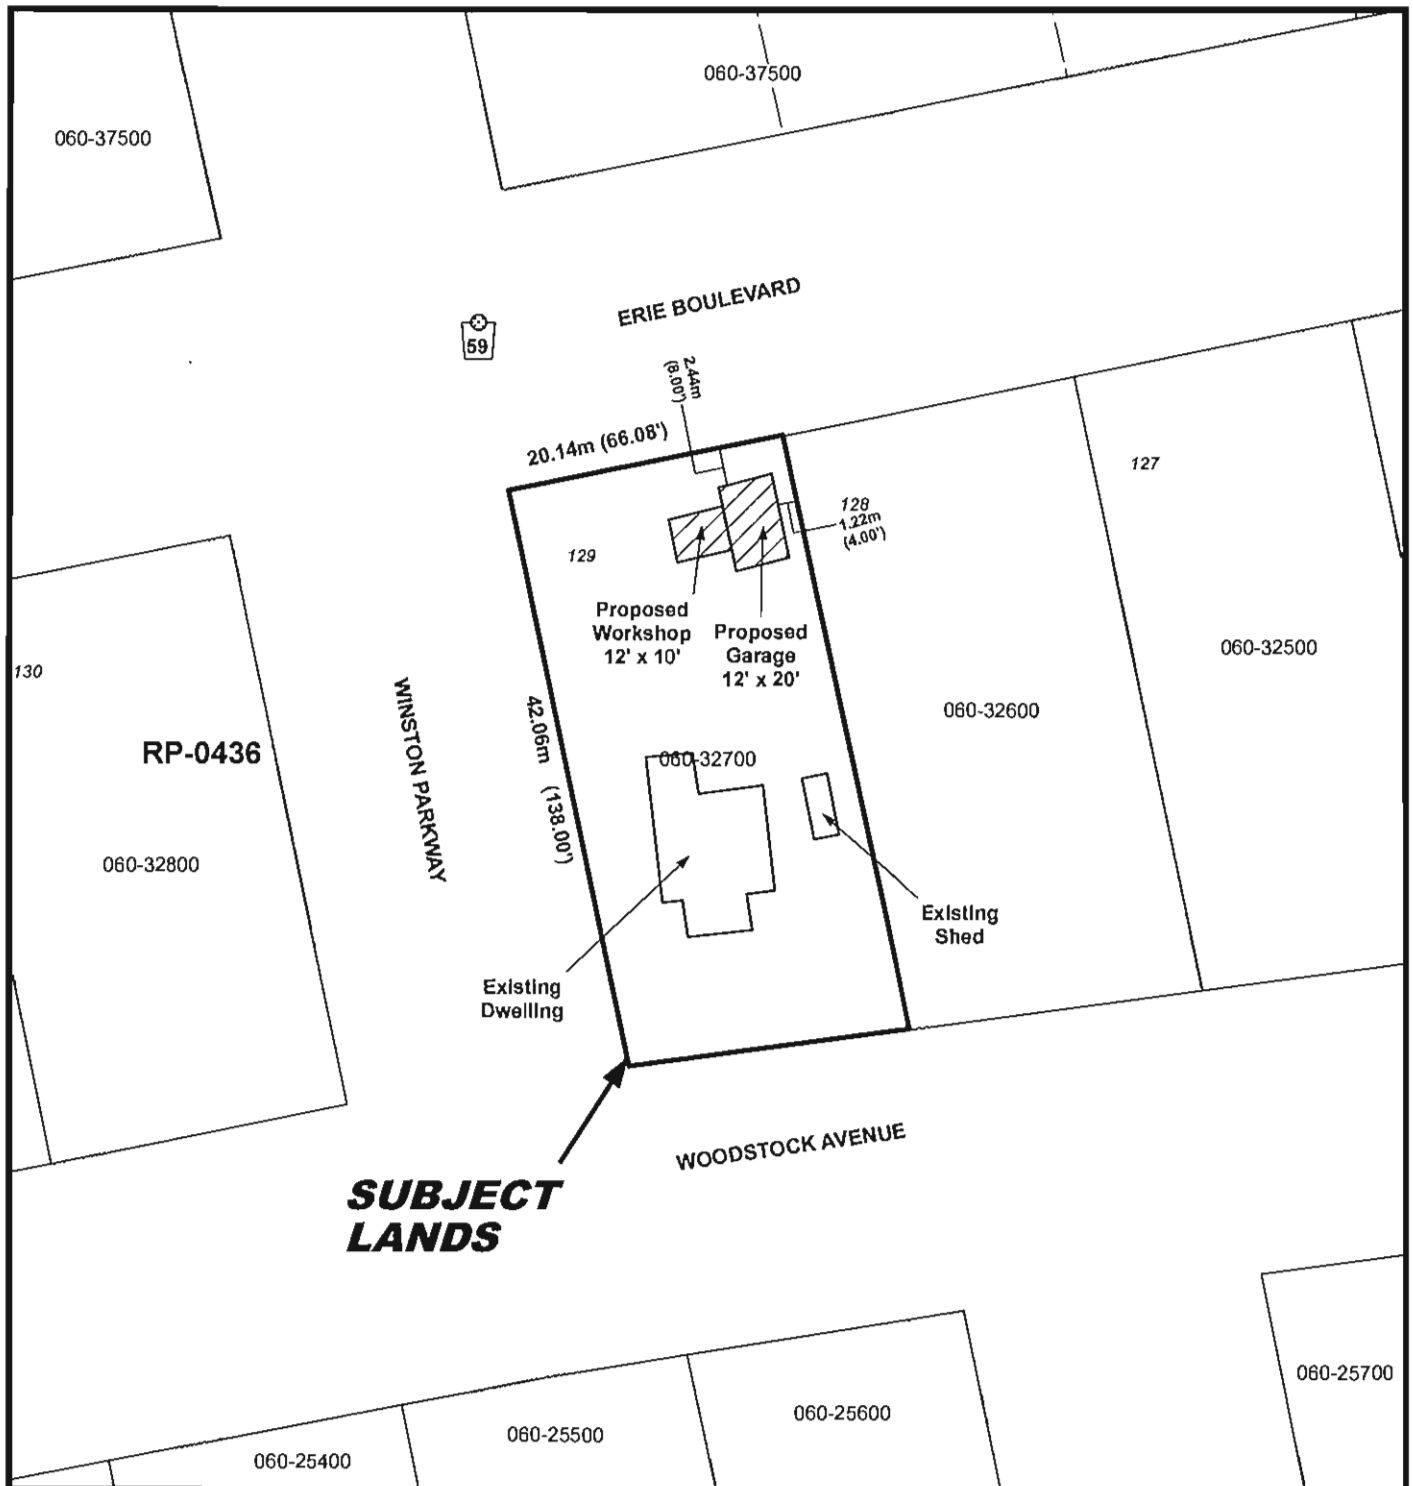 060-37500
060-37500
ERIE BOULEVARD
59
2.44m
(8.00')
20.14m (66.08')
127
128
1.22m
(4.00')
129
Proposed
Workshop
12' x 10'
Proposed
Garage
12' x 20'
060-32500
130
WINSTON PARKWAY
42.06m (138.00')
060-32600
RP-0436
060-32700
060-32800
Existing
Shed
Existing
Dwelling
WOODSTOCK AVENUE
SUBJECT
LANDS
060-25700
060-25600
060-25500
060-25400